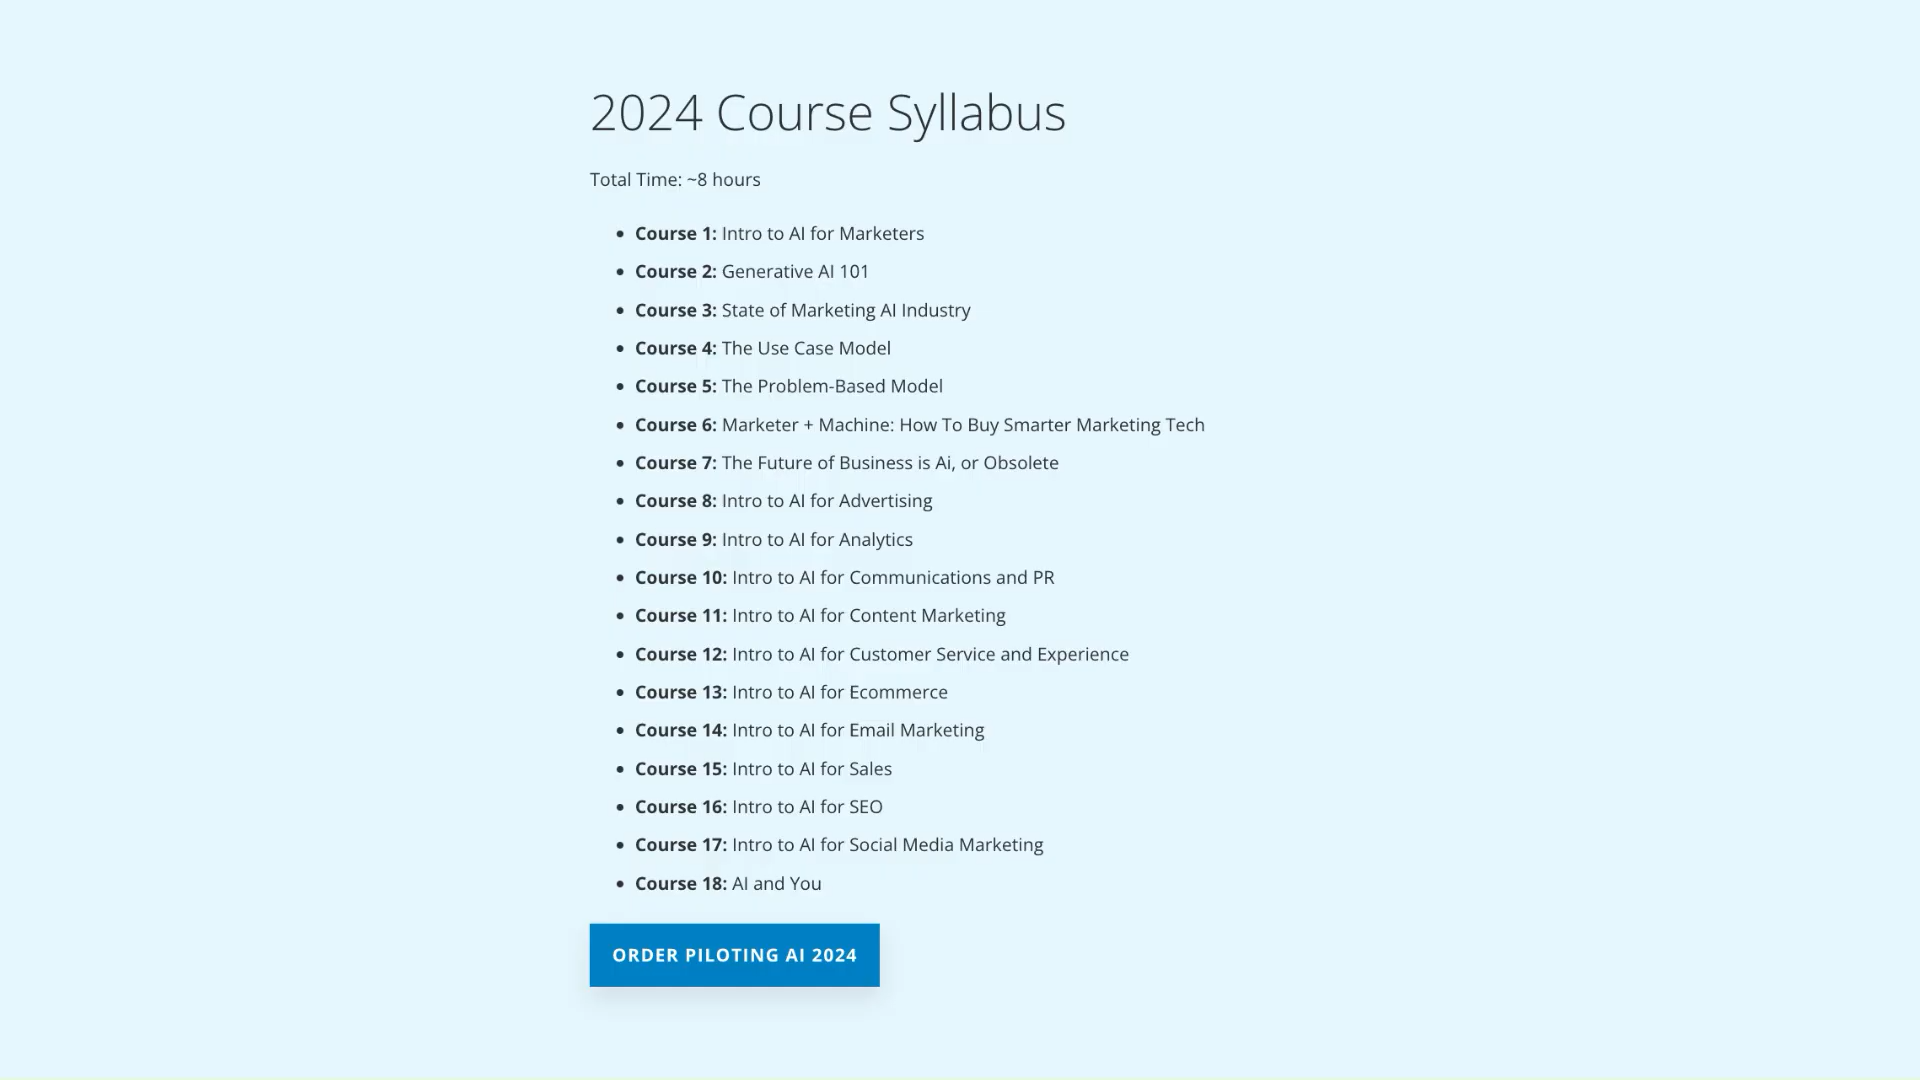 2024 Course Syllabus
Total Time: ~8 hours
• Course 1: Intro to AI for Marketers
• Course 2: Generative AI 101
• Course 3: State of Marketing AI Industry
• Course 4: The Use Case Model
• Course 5: The Problem-Based Model
• Course 6: Marketer + Machine: How To Buy Smarter Marketing Tech
• Course 7: The Future of Business is Ai, or Obsolete
• Course 8: Intro to AI for Advertising
• Course 9: Intro to AI for Analytics
• Course 10: Intro to AI for Communications and PR
• Course 11: Intro to AI for Content Marketing
• Course 12: Intro to AI for Customer Service and Experience
• Course 13: Intro to AI for Ecommerce
• Course 14: Intro to AI for Email Marketing
• Course 15: Intro to AI for Sales
• Course 16: Intro to AI for SEO
• Course 17: Intro to AI for Social Media Marketing
• Course 18: AI and You
ORDER PILOTING AI 2024